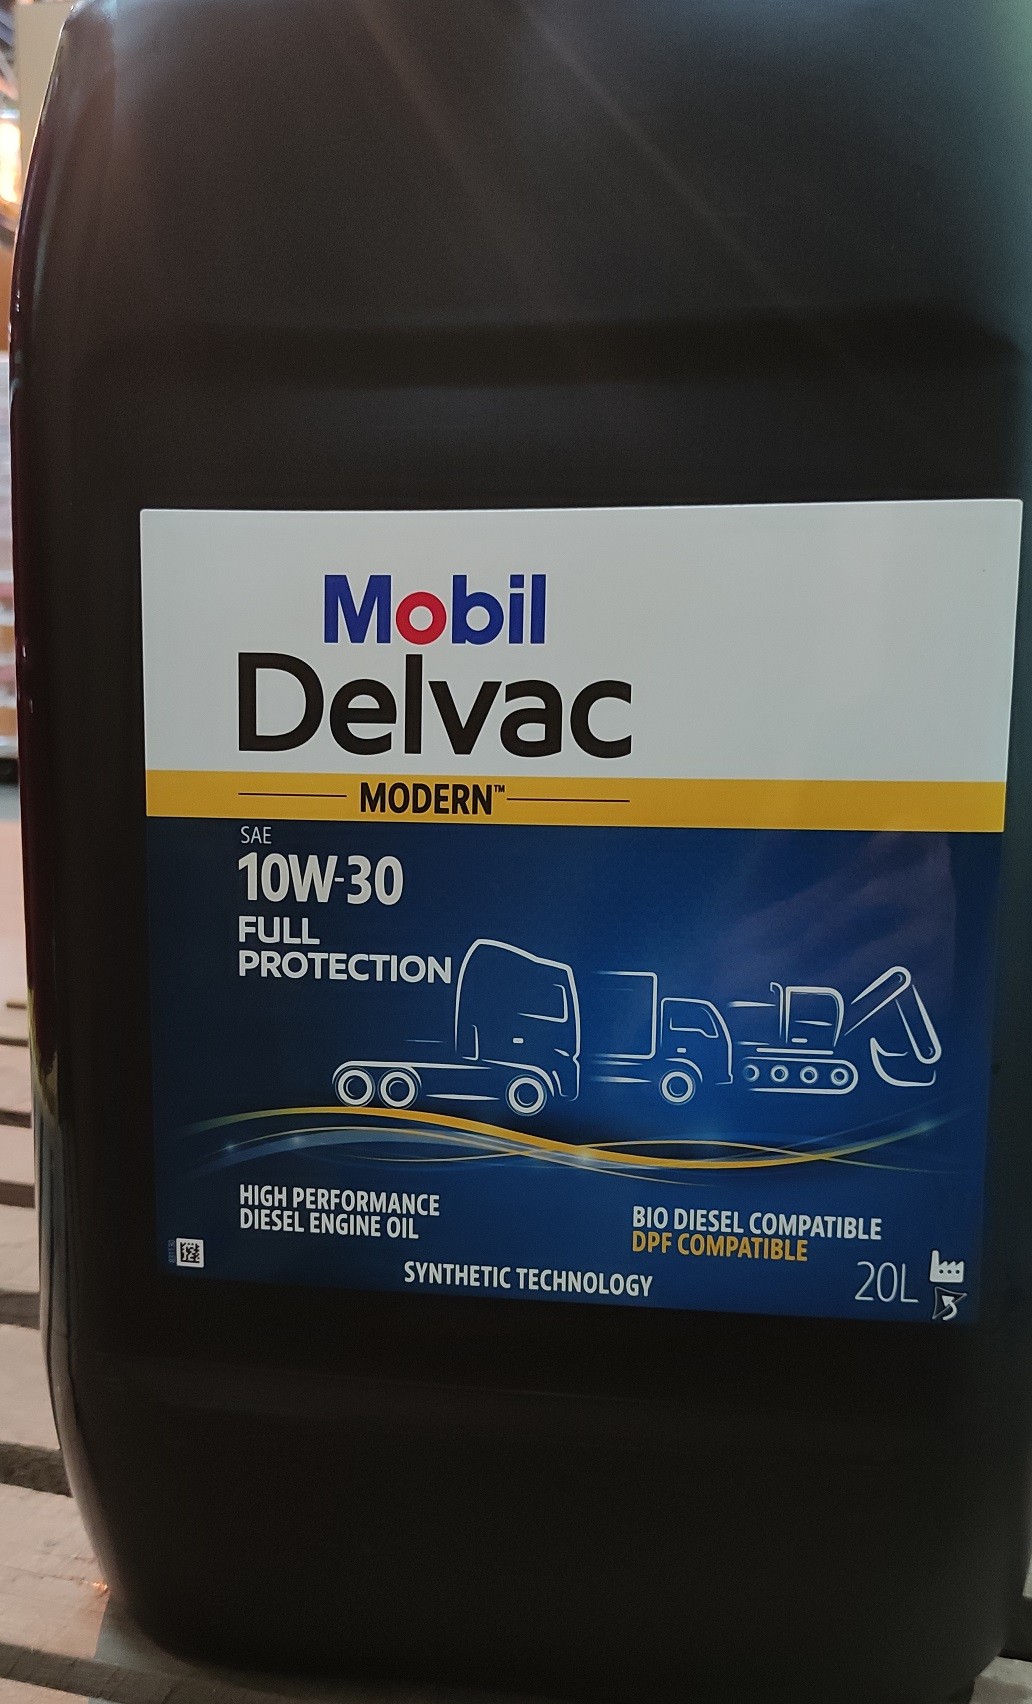 Mobil
Delvac
MODERN™
SAE
10W-30
FULL
PROTECTION
HIGH PERFORMANCE
DIESEL ENGINE OIL
BIO DIESEL COMPATIBLE
DPF COMPATIBLE
SYNTHETIC TECHNOLOGY
20L